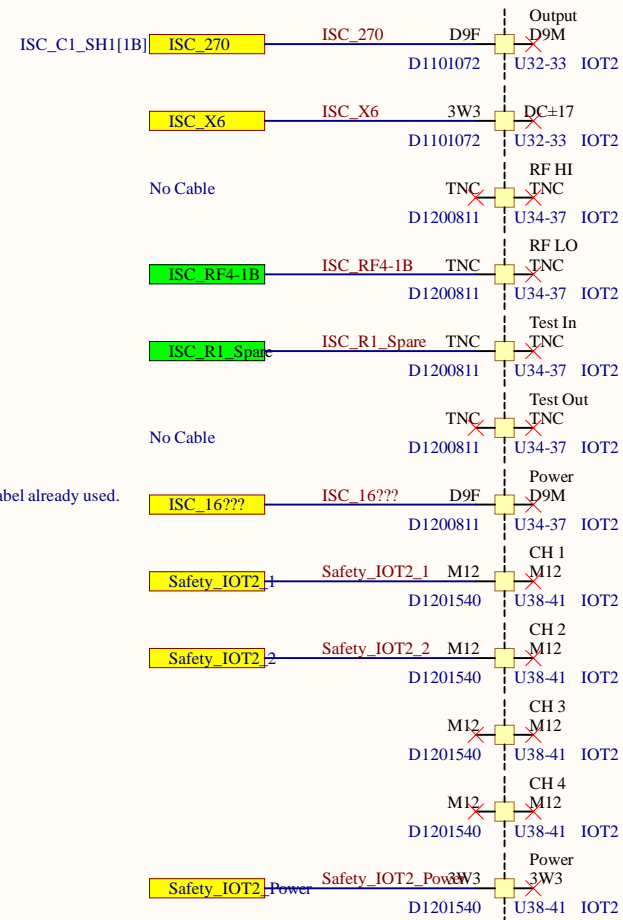 Output
ISC_C1_SH1[1B] ISC_270 ISC_270 D9F D9M
D1101072 U32-33 IOT2
ISC_X6 ISC_X6 3W3 DC±17
D1101072 U32-33 IOT2
RF HI
No Cable TNC TNC
D1200811 U34-37 IOT2
RF LO
ISC_RF4-1B ISC_RF4-1B TNC TNC
D1200811 U34-37 IOT2
Test In
ISC_R1_Spare ISC_R1_Spare TNC TNC
D1200811 U34-37 IOT2
Test Out
No Cable TNC TNC
D1200811 U34-37 IOT2
Power
abel already used. ISC_16??? ISC_16??? D9F D9M
D1200811 U34-37 IOT2
CH 1
Safety_IOT2_1 Safety_IOT2_1 M12 M12
D1201540 U38-41 IOT2
CH 2
Safety_IOT2_2 Safety_IOT2_2 M12 M12
D1201540 U38-41 IOT2
CH 3
M12 M12
D1201540 U38-41 IOT2
CH 4
M12 M12
D1201540 U38-41 IOT2
Power
Safety_IOT2_Power Safety_IOT2_Power 3W3 3W3
D1201540 U38-41 IOT2